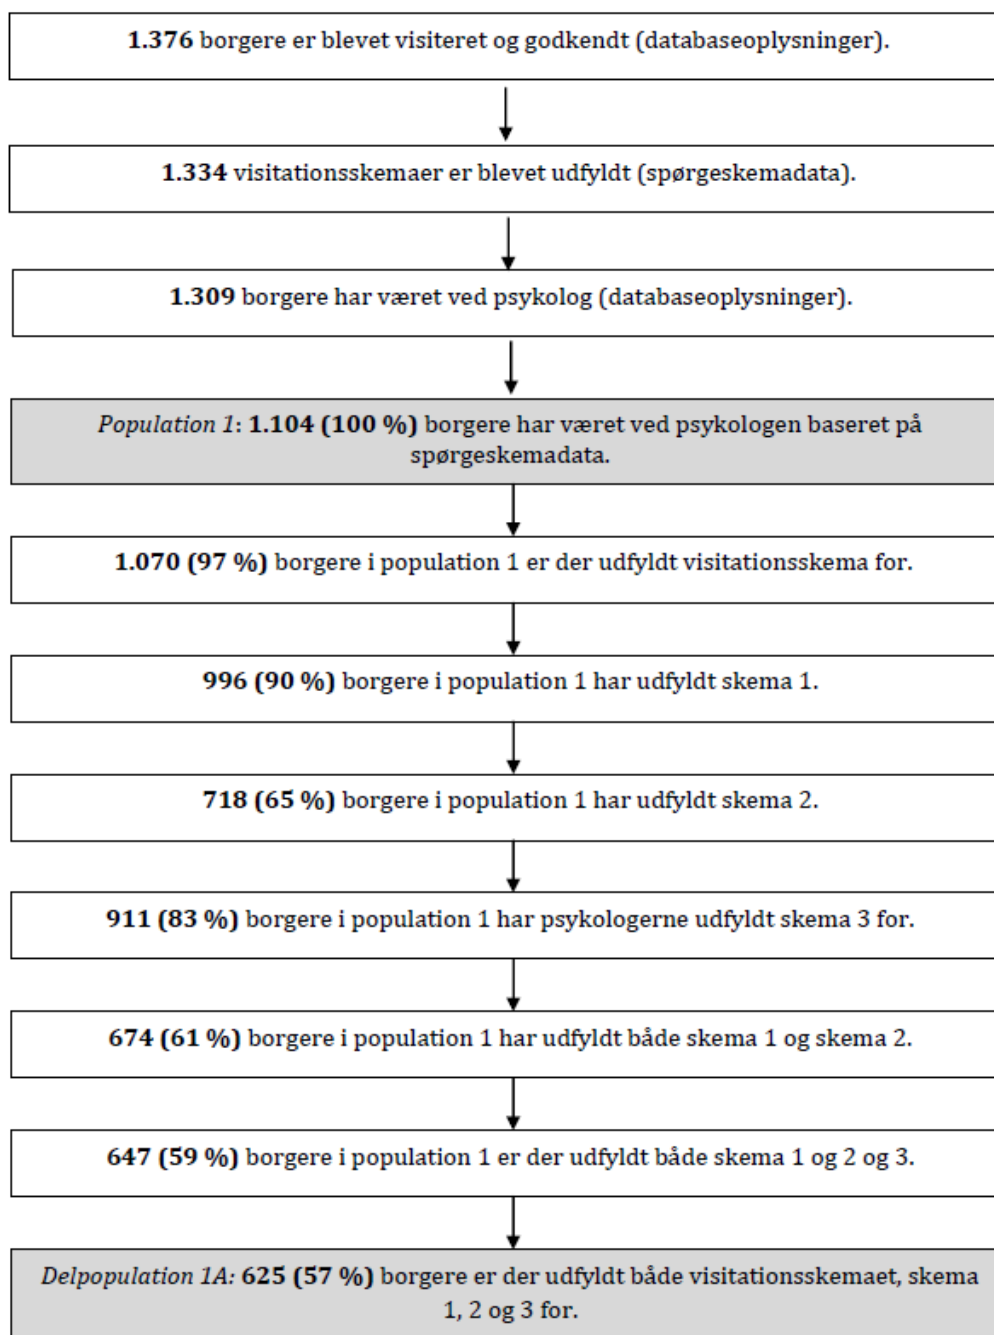 1.376 borgere er blevet visiteret og godkendt (databaseoplysninger).
1.334 visitationsskemaer er blevet udfyldt (spørgeskemadata).
1.309 borgere har været ved psykolog (databaseoplysninger).
Population 1: 1.104 (100 %) borgere har været ved psykologen baseret på
spørgeskemadata.
1.070 (97 %) borgere i population 1 er der udfyldt visitationsskema for.
996 (90 %) borgere i population 1 har udfyldt skema 1.
718 (65 %) borgere i population 1 har udfyldt skema 2.
911 (83 %) borgere i population 1 har psykologerne udfyldt skema 3 for.
674 (61 %) borgere i population 1 har udfyldt både skema 1 og skema 2.
647 (59 %) borgere i population 1 er der udfyldt både skema 1 og 2 og 3.
Delpopulation 1A: 625 (57 %) borgere er der udfyldt både visitationsskemaet, skema
1, 2 og 3 for.